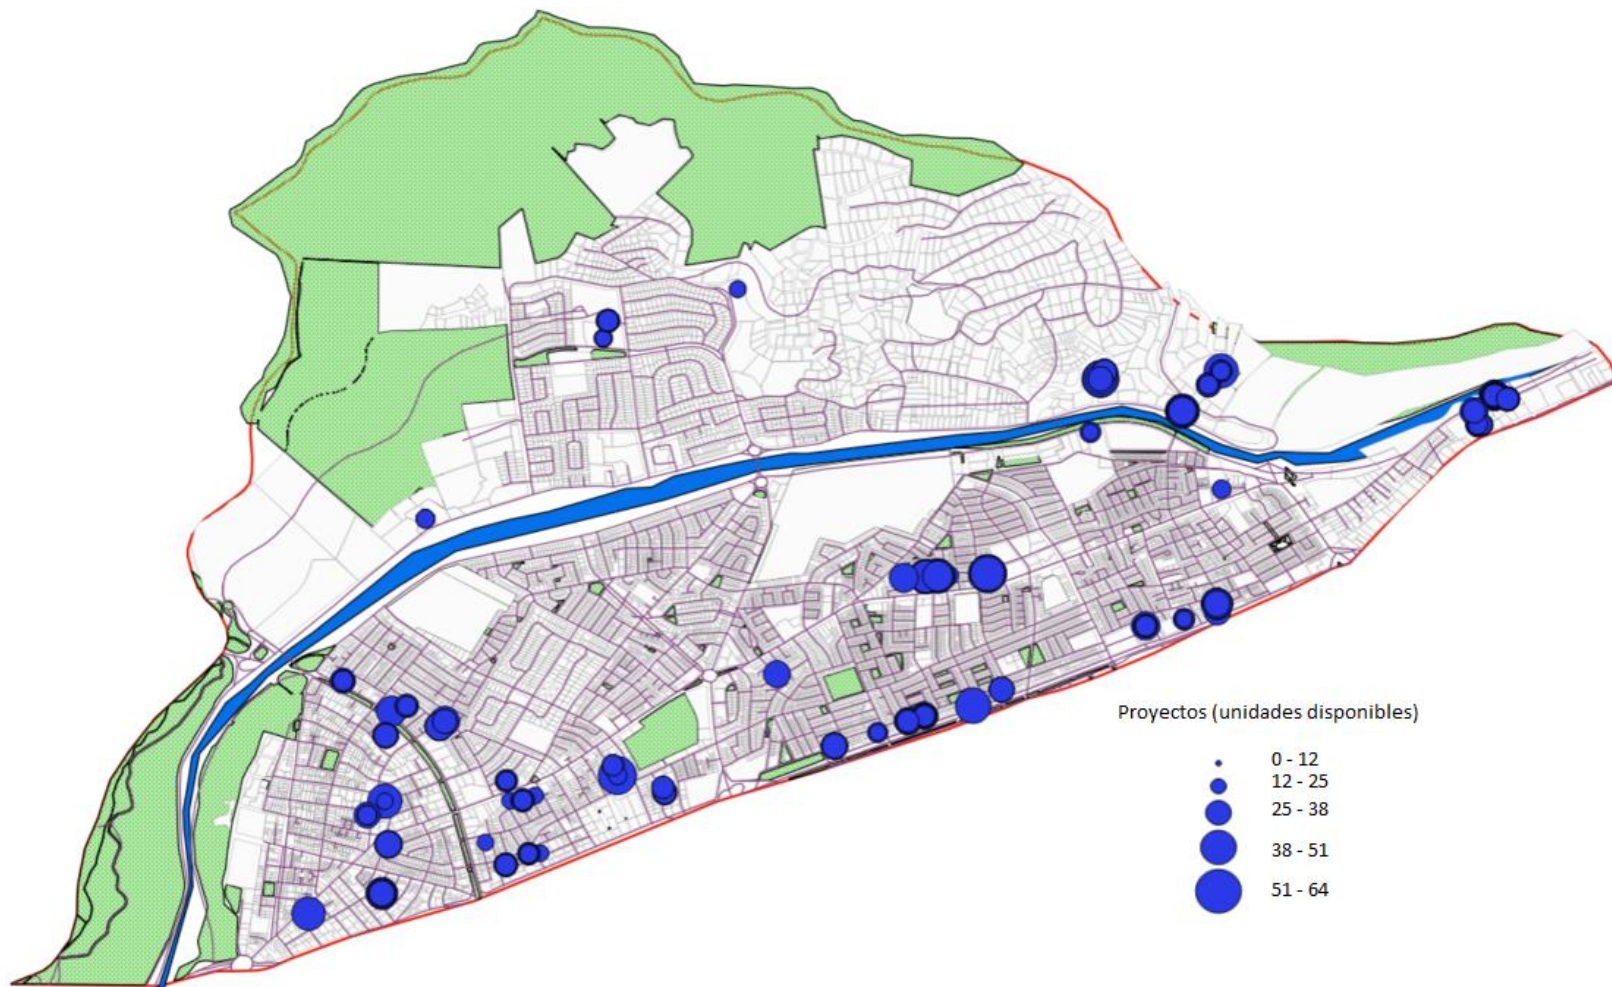 Proyectos (unidades disponibles)
0 - 12
12 - 25
25 - 38
38 - 51
51 - 64